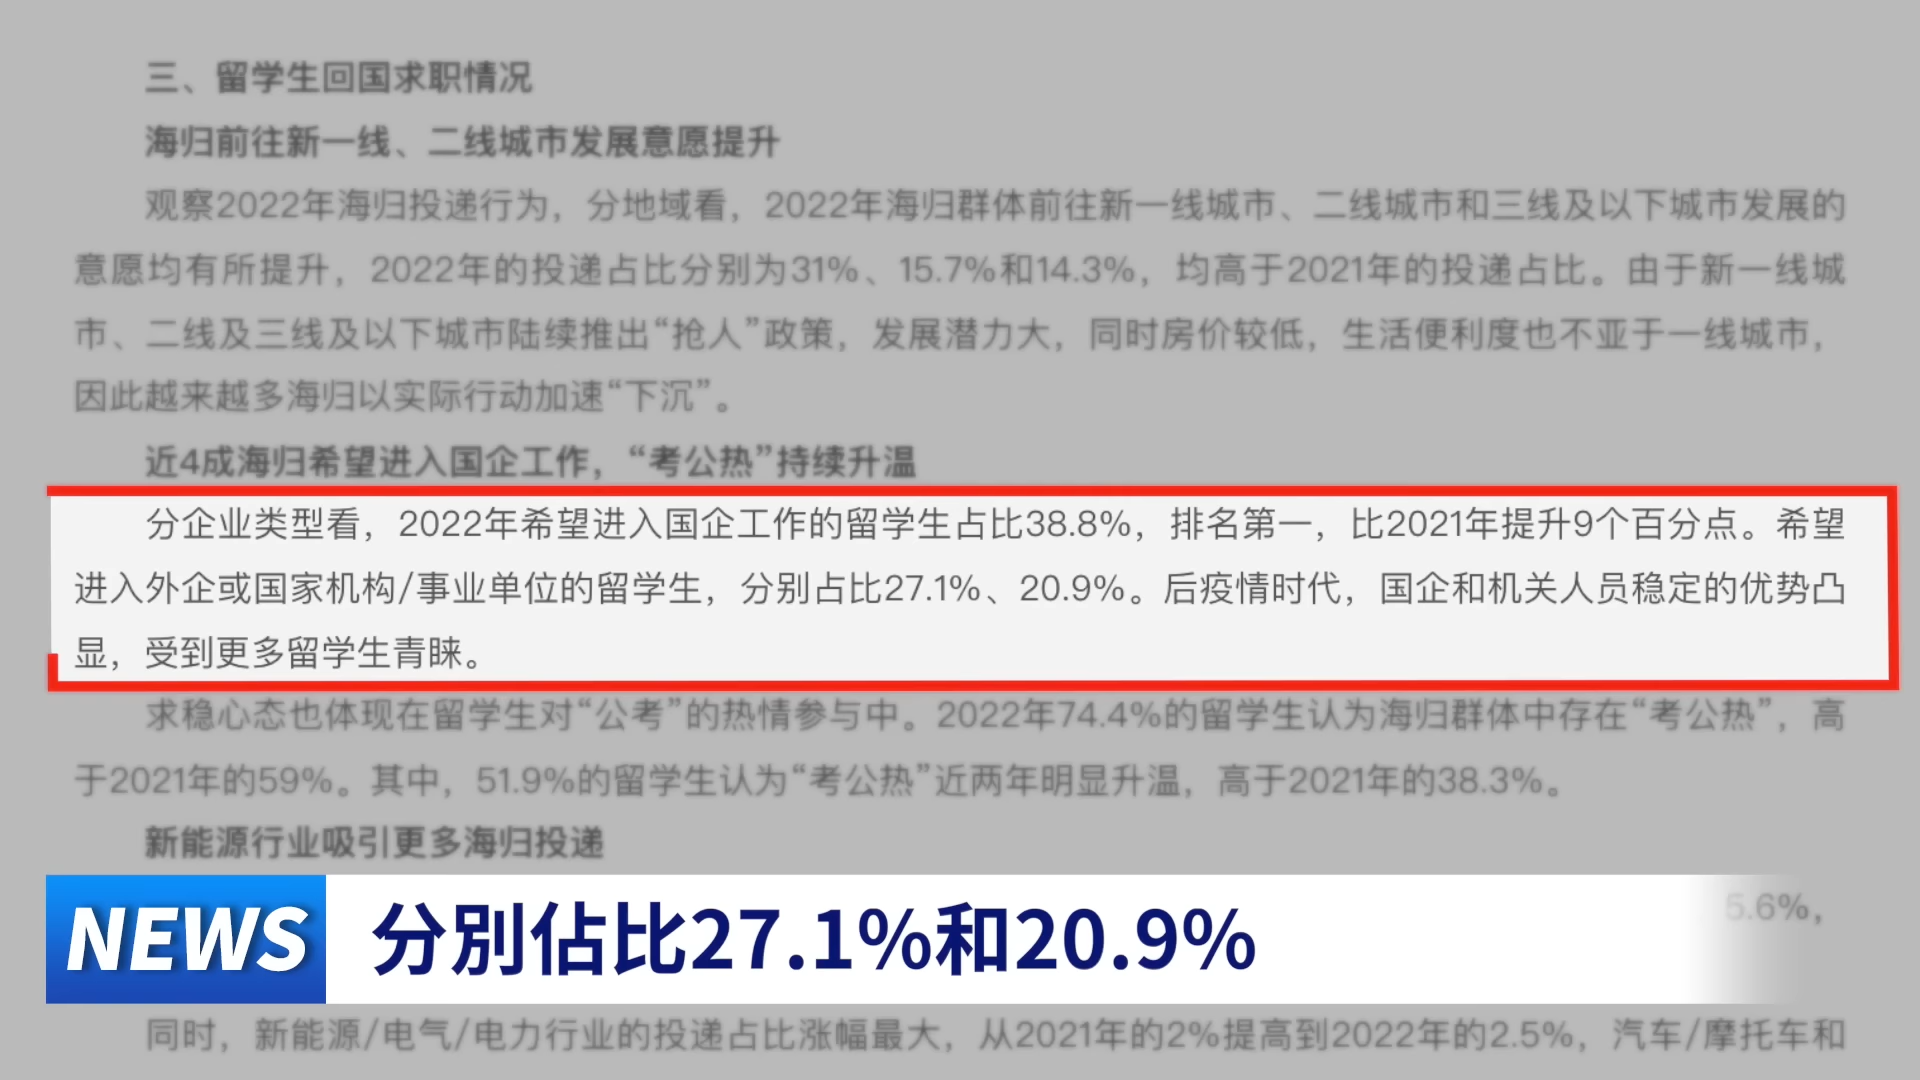 三、留学生回国求职情况
海归前往新一线、二线城市发展意愿提升
观察2022年海归投递行为，分地域看，2022年海归群体前往新一线城市、二线城市和三线及以下城市发展的
意愿均有所提升，2022年的投递占比分别为31%、15.7%和14.3%，均高于2021年的投递占比。由于新一线城
市、二线及三线及以下城市陆续推出“抢人”政策，发展潜力大，同时房价较低，生活便利度也不亚于一线城市，
因此越来越多海归以实际行动加速“下沉”。
近4成海归希望进入国企工作，“考公热”持续升温
分企业类型看，2022年希望进入国企工作的留学生占比38.8%，排名第一，比2021年提升9个百分点。希望
进入外企或国家机构/事业单位的留学生，分别占比27.1%、20.9%。后疫情时代，国企和机关人员稳定的优势凸
显，受到更多留学生青睐。
求稳心态也体现在留学生对“公考”的热情参与中。2022年74.4%的留学生认为海归群体中存在“考公热”，高
于2021年的59%。其中，51.9%的留学生认为“考公热”近两年明显升温，高于2021年的38.3%。
新能源行业吸引更多海归投递
5.6%，
NEWS 分別佔比27.1%和20.9%
同时，新能源/电气/电力行业的投递占比涨幅最大，从2021年的2%提高到2022年的2.5%，汽车/摩托车和